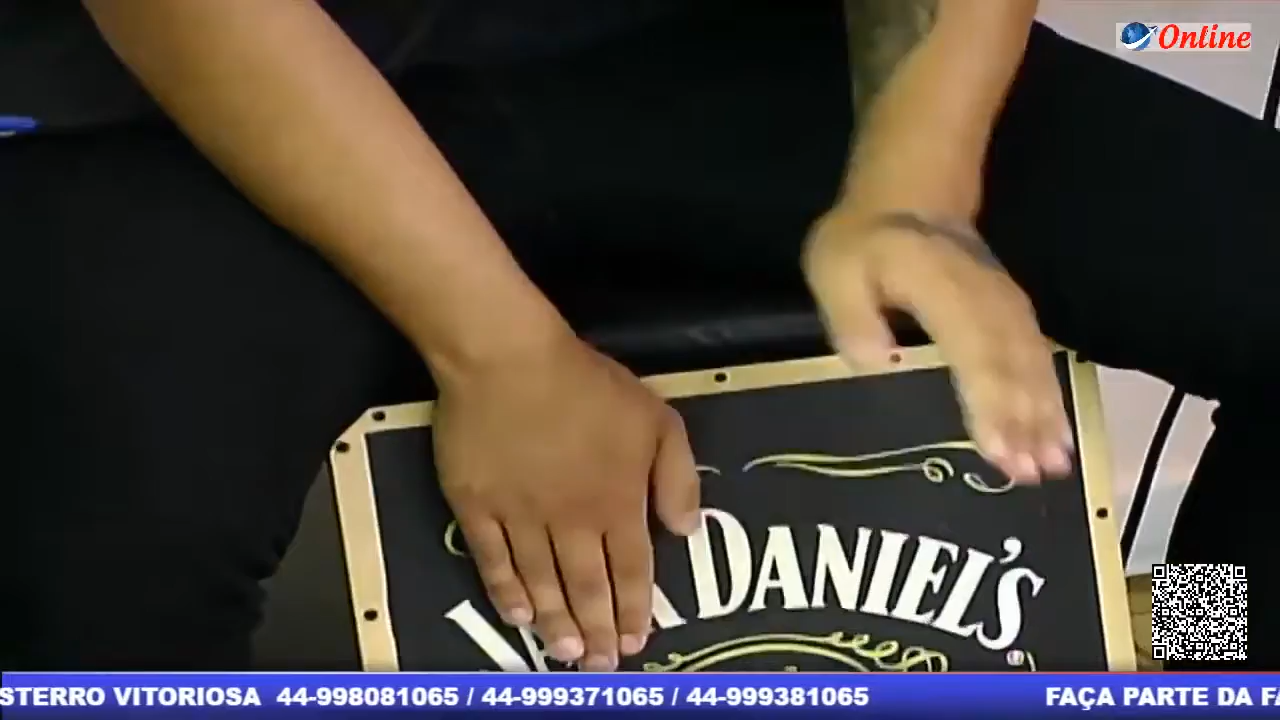 Online
DANIEL'S
STERRO VITORIOSA 44-998081065 / 44-999371065 / 44-999381065 FAÇA PARTE DA FA